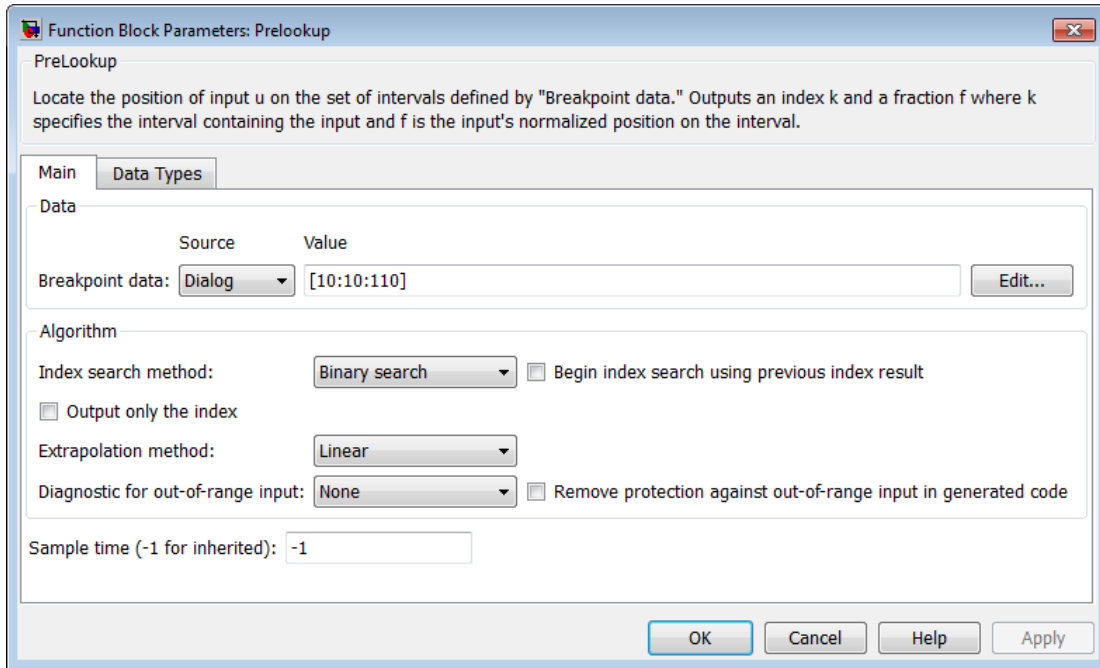 Function Block Parameters: Prelookup
PreLookup
Locate the position of input u on the set of intervals defined by "Breakpoint data." Outputs an index k and a fraction f where k
specifies the interval containing the input and f is the input's normalized position on the interval.
Main Data Types
Data
Source Value
Breakpoint data: Dialog [10:10:110] Edit...
Algorithm
Index search method: Binary search Begin index search using previous index result
Output only the index
Extrapolation method: Linear
Diagnostic for out-of-range input: None Remove protection against out-of-range input in generated code
Sample time (-1 for inherited): -1
OK Cancel Help Apply